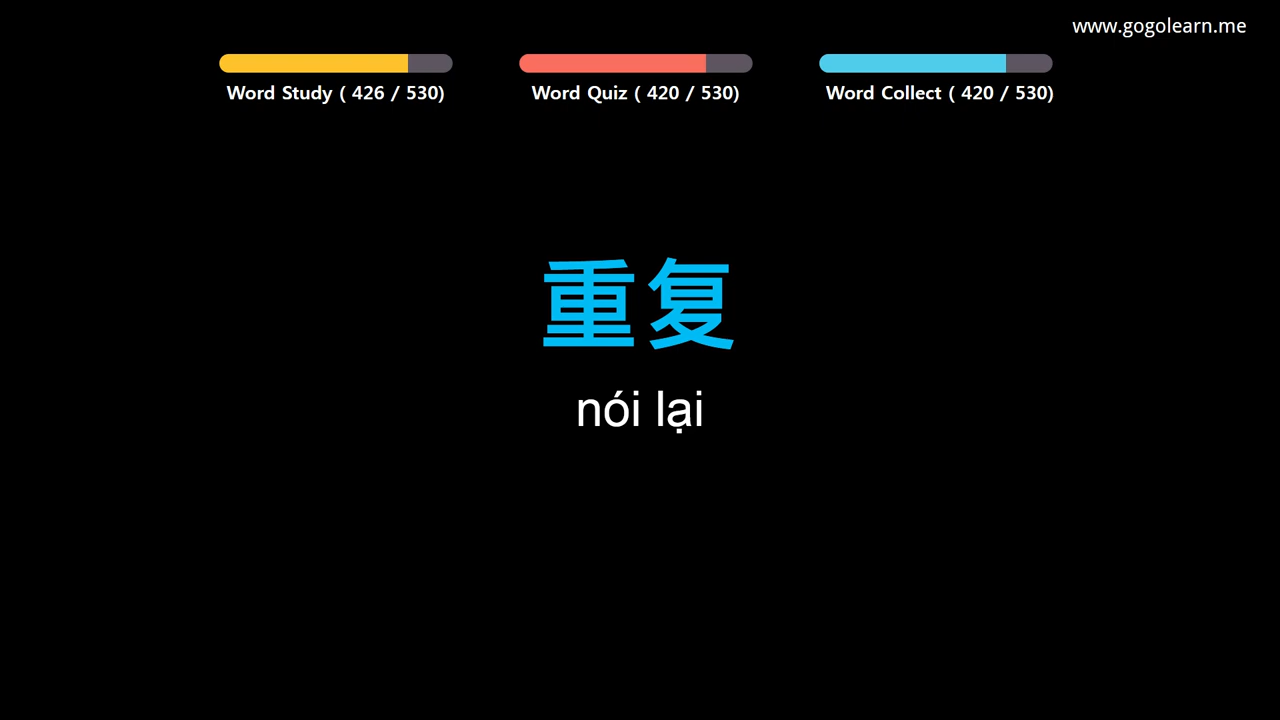 www.gogolearn.me
Word Study ( 426 / 530)
Word Quiz ( 420 / 530)
Word Collect ( 420 / 530)
重复
nói lại